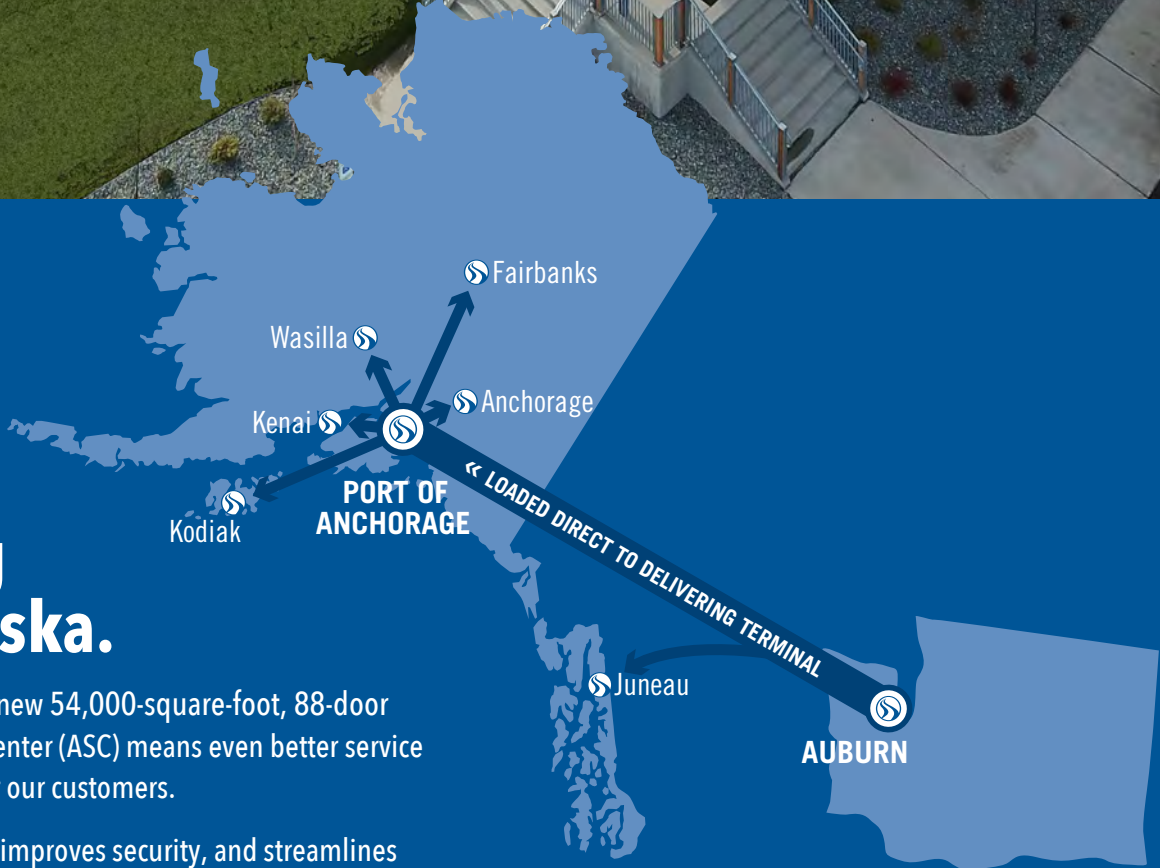 Fairbanks
Wasilla
Anchorage
Kenai
PORT OF
ANCHORAGE
Kodiak
« LOADED DIRECT TO DELIVERING TERMINAL
Juneau
AUBURN
ska.
new 54,000-square-foot, 88-door
enter (ASC) means even better service
our customers.
improves security, and streamlines